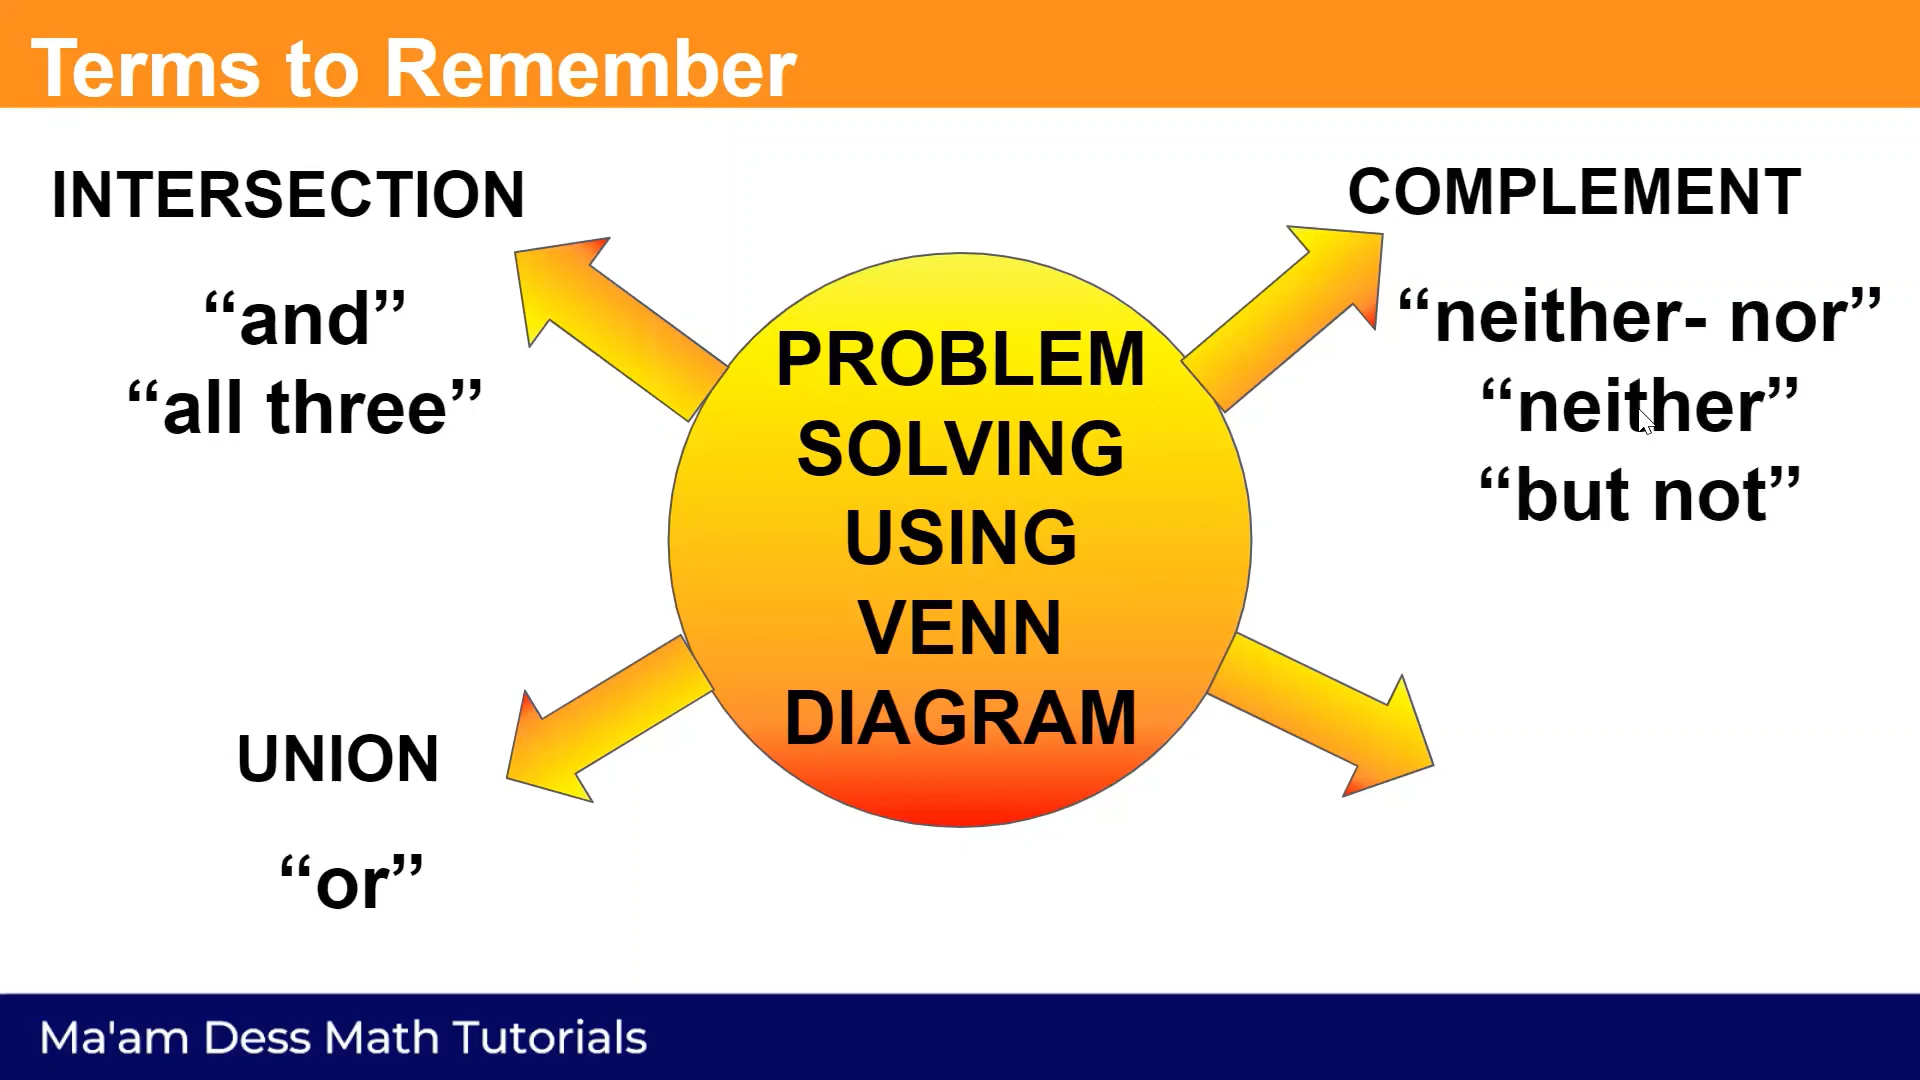 Terms to Remember
INTERSECTION
“and”
“all three”
COMPLEMENT
“neither- nor”
“neither”
“but not”
PROBLEM
SOLVING
USING
VENN
DIAGRAM
UNION
“or”
Ma'am Dess Math Tutorials